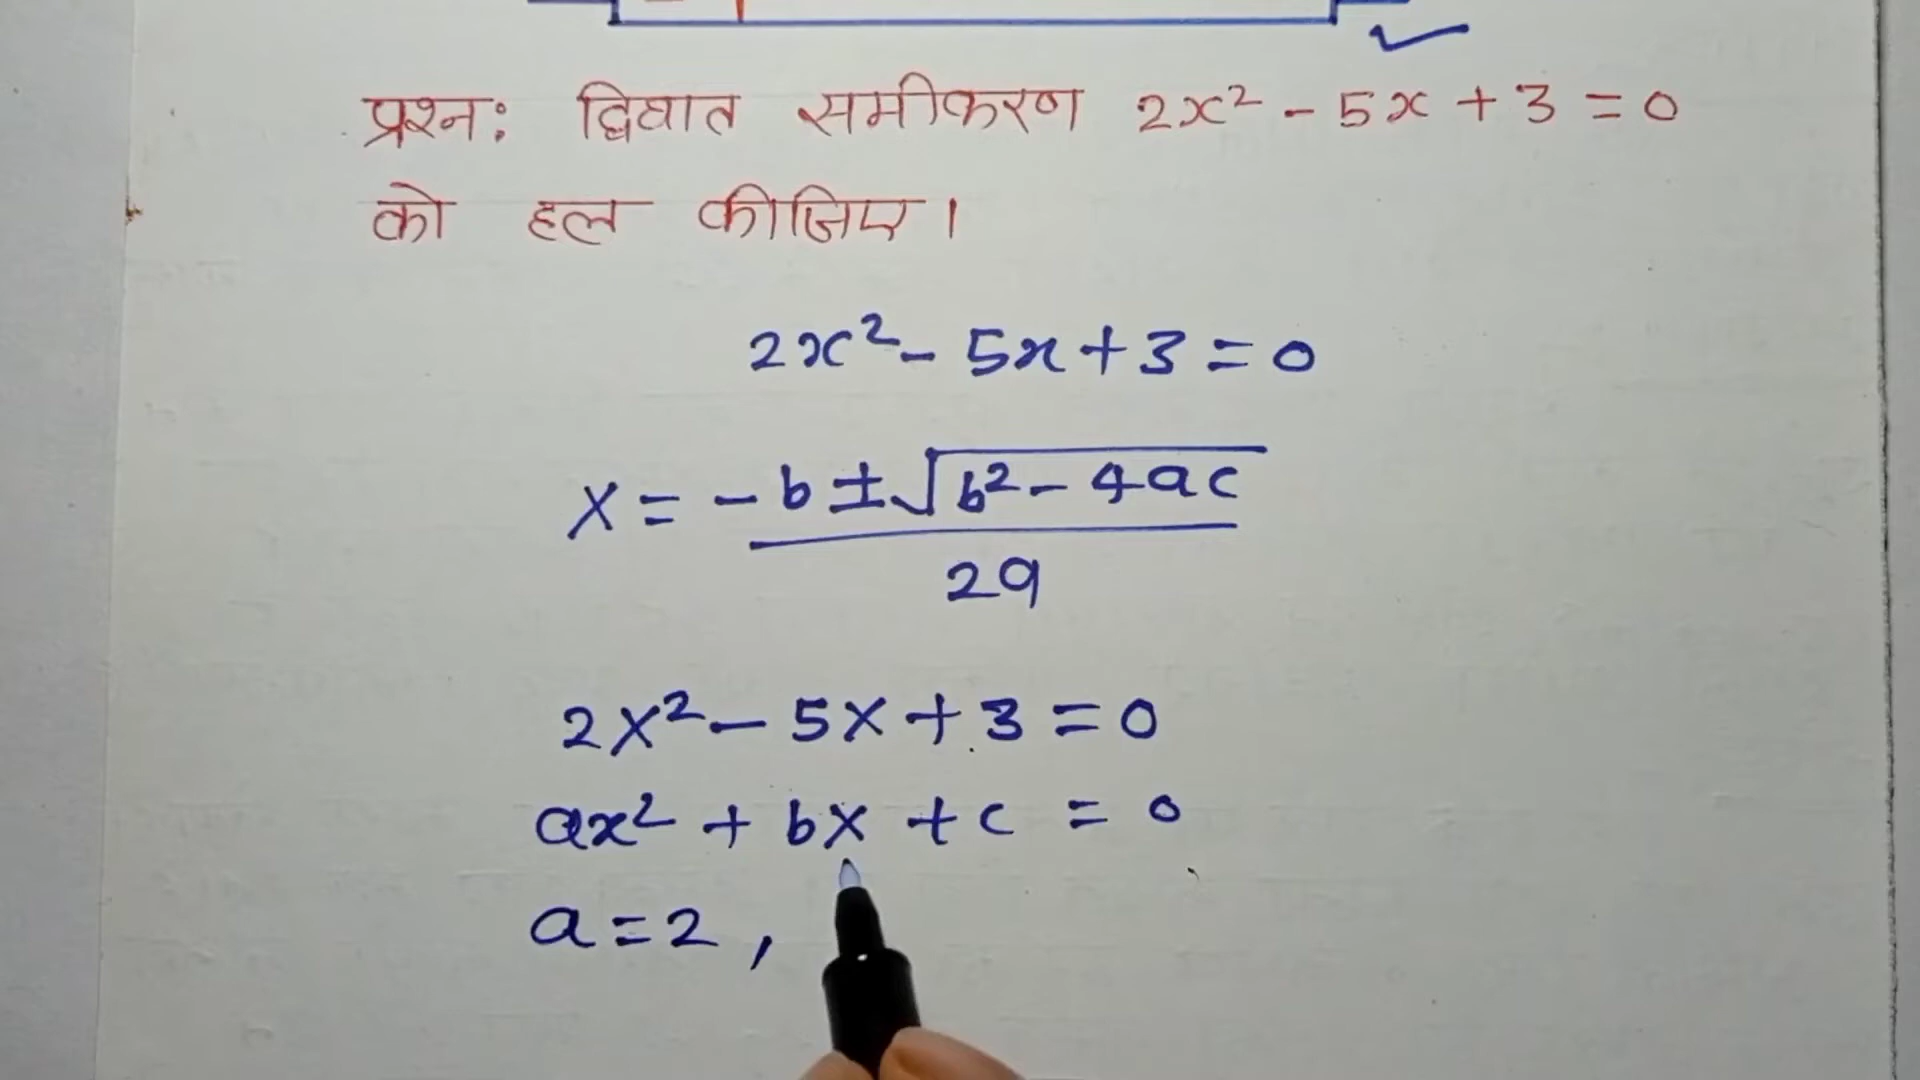 प्रश्न: द्विघात समीकरण 2x² - 5x + 3 = 0
को हल कीजिए।
2x² - 5x + 3 = 0
x = -b ± √b² - 4ac
2a
2x² - 5x + 3 = 0
ax² + bx + c = 0
a = 2 ,